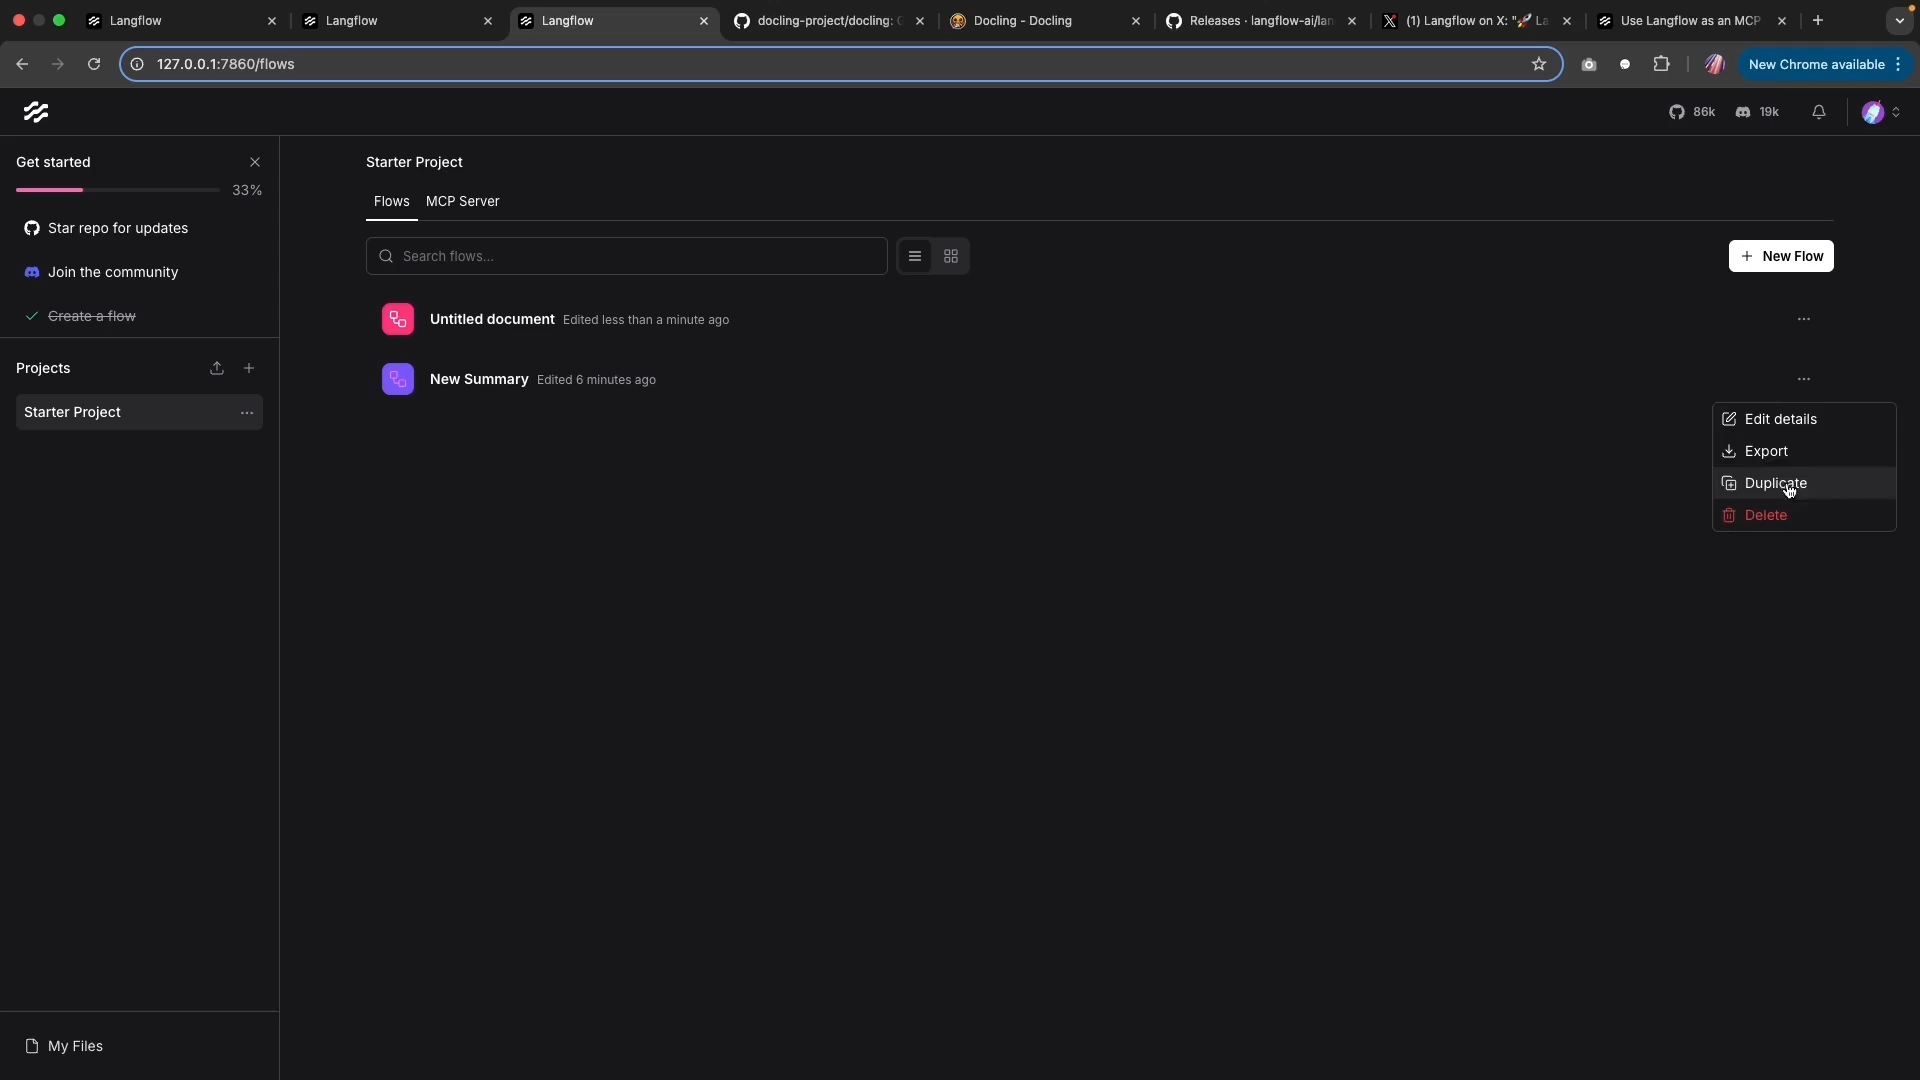 Langflow
Langflow
Langflow
docling-project/docling: G
Docling - Docling
Releases · langflow-ai/lan
(1) Langflow on X: "🚀 La
Use Langflow as an MCP
127.0.0.1:7860/flows
New Chrome available
86k
19k
Get started
33%
Star repo for updates
Join the community
Create a flow
Projects
Starter Project
My Files
Starter Project
Flows
MCP Server
Search flows...
New Flow
Untitled document
Edited less than a minute ago
New Summary
Edited 6 minutes ago
Edit details
Export
Duplicate
Delete